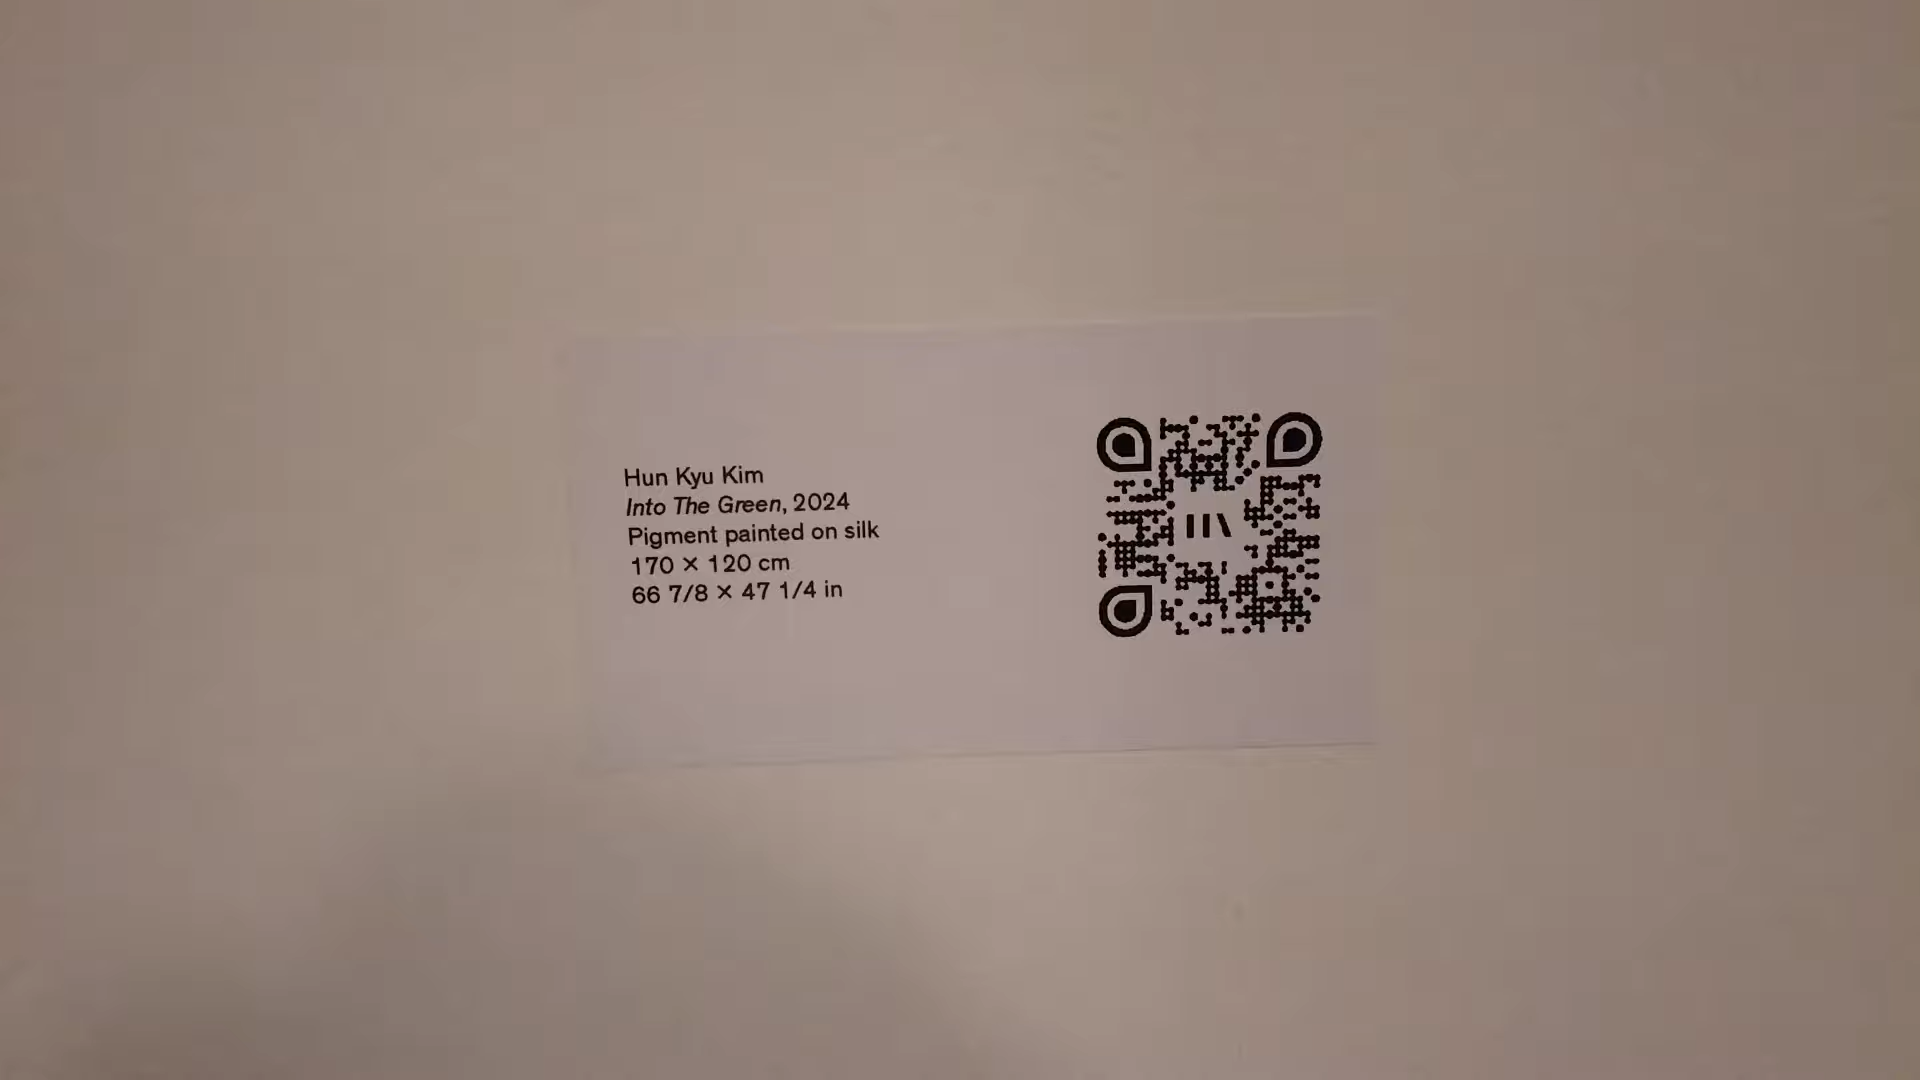 Hun Kyu Kim
Into The Green, 2024
Pigment painted on silk
170 × 120 cm
66 7/8 × 47 1/4 in